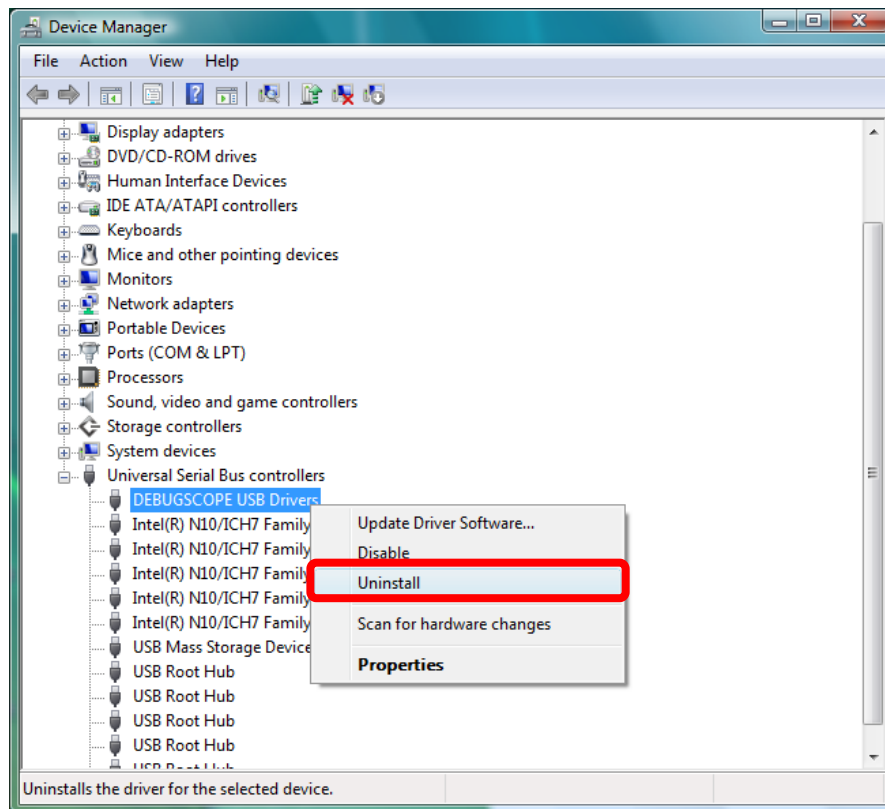 Device Manager
File Action View Help
Display adapters
DVD/CD-ROM drives
Human Interface Devices
IDE ATA/ATAPI controllers
Keyboards
Mice and other pointing devices
Monitors
Network adapters
Portable Devices
Ports (COM & LPT)
Processors
Sound, video and game controllers
Storage controllers
System devices
Universal Serial Bus controllers
DEBUGSCOPE USB Drivers
Intel(R) N10/ICH7 Family
Update Driver Software...
Intel(R) N10/ICH7 Family
Disable
Intel(R) N10/ICH7 Family
Uninstall
Intel(R) N10/ICH7 Family
Intel(R) N10/ICH7 Family
Scan for hardware changes
USB Mass Storage Device
Properties
USB Root Hub
USB Root Hub
USB Root Hub
USB Root Hub
Uninstalls the driver for the selected device.